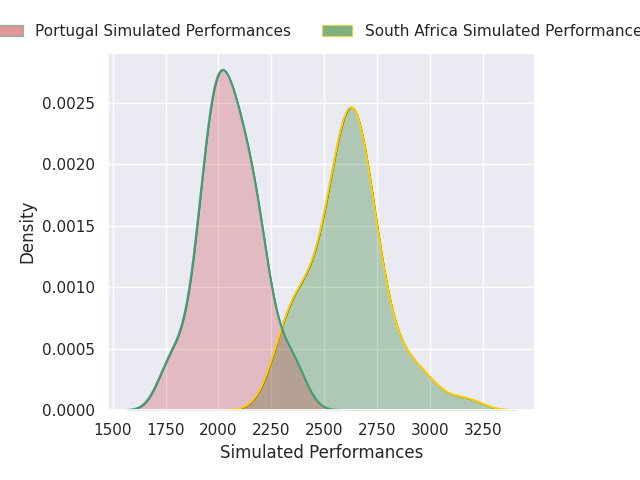 Portugal Simulated Performances
South Africa Simulated Performance
0.0025
0.0020
0.0015
0.0010
0.0005
0.0000
Density
1500 1750 2000 2250 2500 2750 3000 3250
Simulated Performances